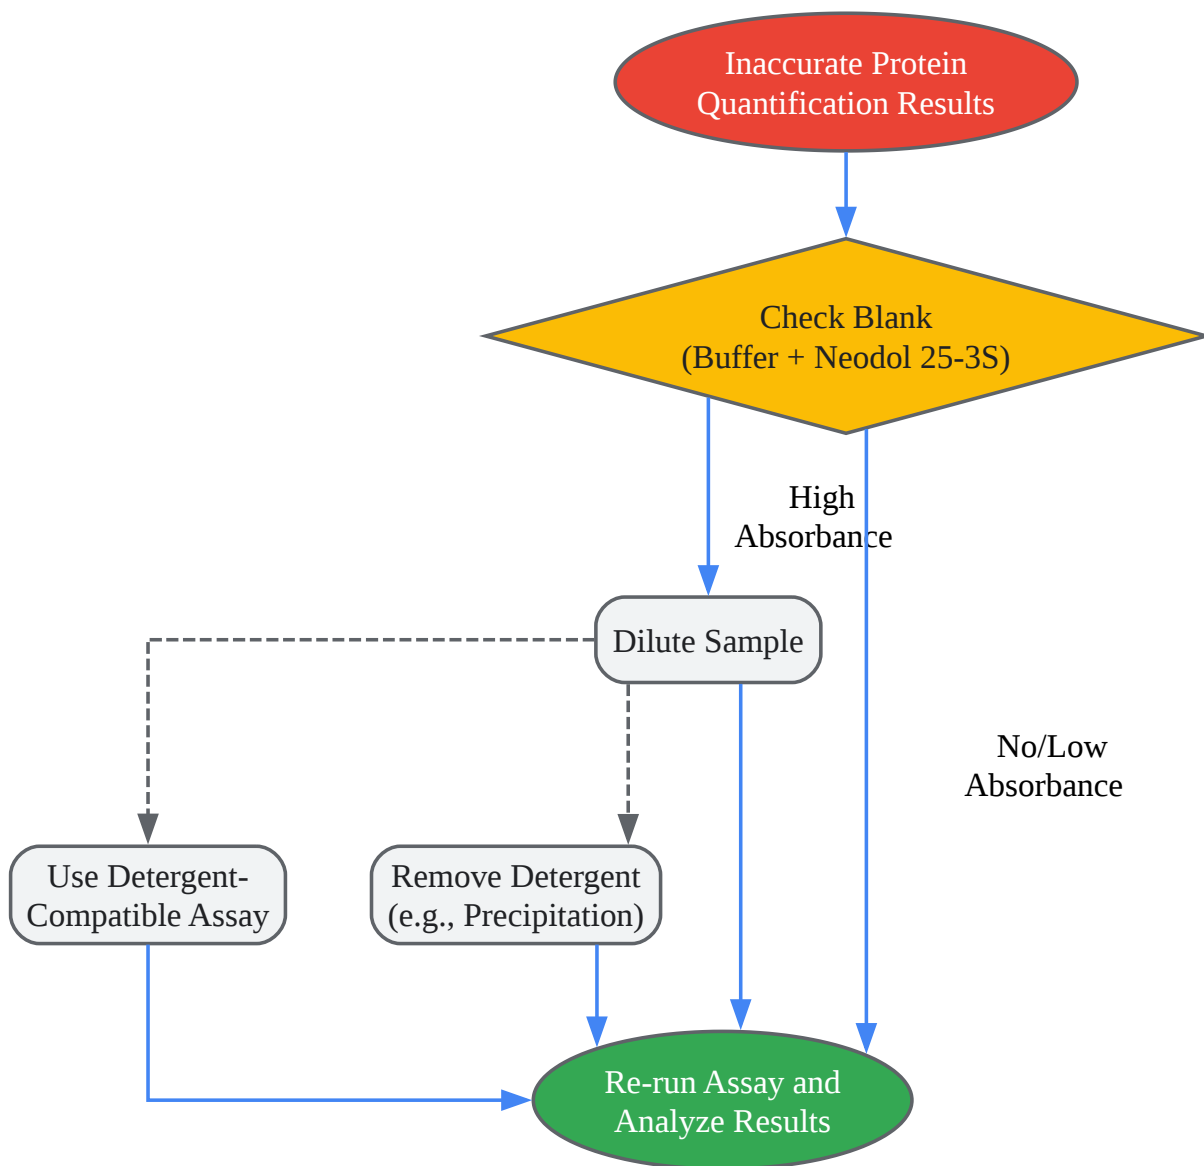 Inaccurate Protein
Quantification Results
Check Blank
(Buffer + Neodol 25-3S)
High
Absorbance
Dilute Sample
No/Low
Absorbance
Use Detergent-
Compatible Assay
Remove Detergent
(e.g., Precipitation)
Re-run Assay and
Analyze Results